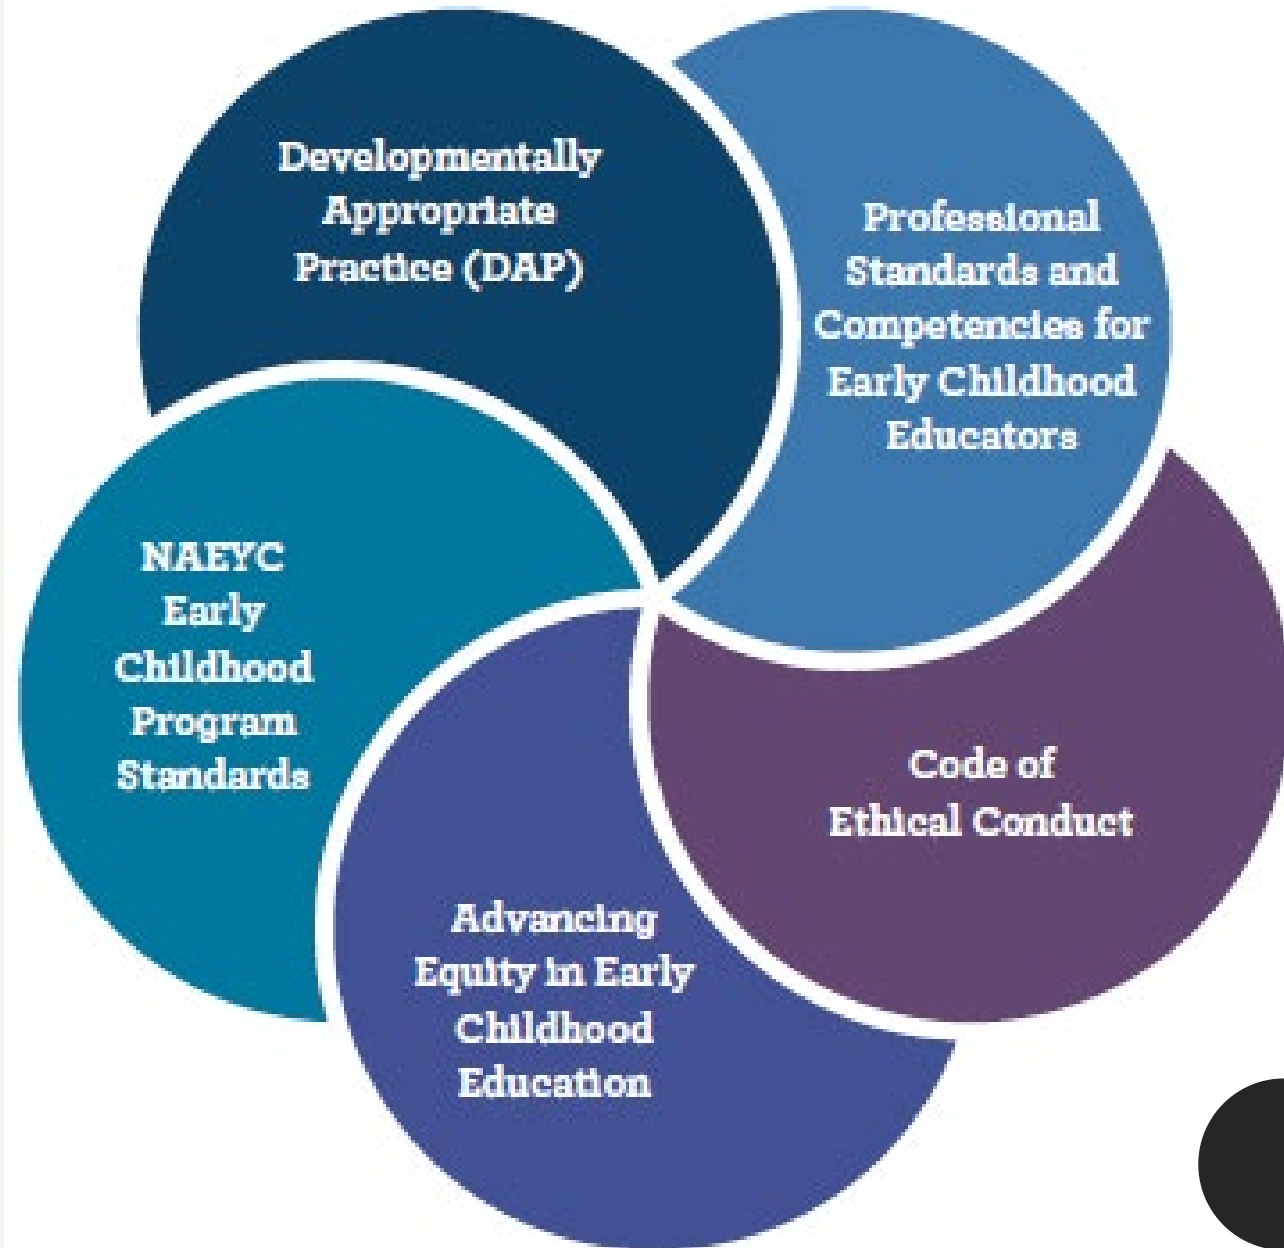 Developmentally
Appropriate
Practice (DAP)
Professional
Standards and
Competencies for
Early Childhood
Educators
Code of
Ethical Conduct
Advancing
Equity in Early
Childhood
Education
NAEYC
Early
Childhood
Program
Standards